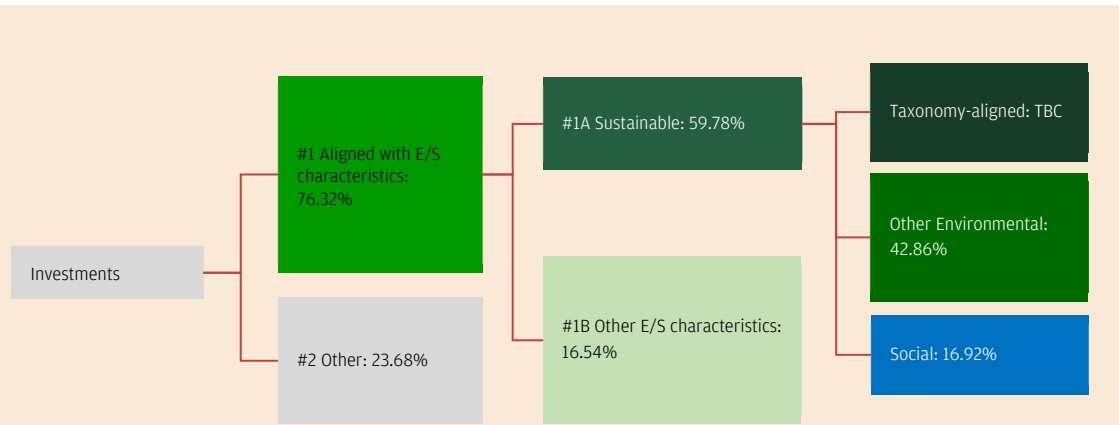 Investments
#1 Aligned with E/S
characteristics:
76.32%
#2 Other: 23.68%
#1A Sustainable: 59.78%
#1B Other E/S characteristics:
16.54%
Taxonomy-aligned: TBC
Other Environmental:
42.86%
Social: 16.92%